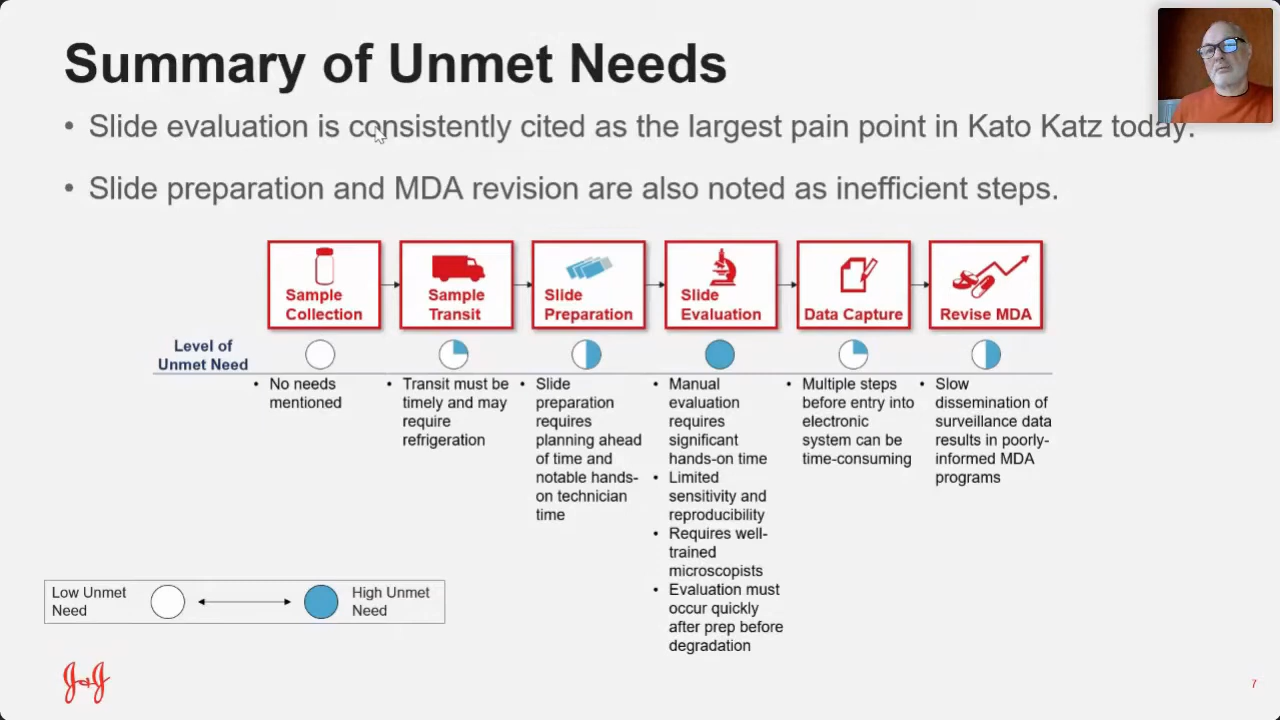 Summary of Unmet Needs
• Slide evaluation is consistently cited as the largest pain point in Kato Katz today.
• Slide preparation and MDA revision are also noted as inefficient steps.
Sample
Collection
Sample
Transit
Slide
Preparation
Slide
Evaluation
Data Capture
Revise MDA
Level of
Unmet Need
• No needs
mentioned
• Transit must be
timely and may
require
refrigeration
• Slide
preparation
requires
planning ahead
of time and
notable hands-
on technician
time
• Manual
evaluation
requires
significant
hands-on time
• Limited
sensitivity and
reproducibility
• Requires well-
trained
microscopists
• Evaluation must
occur quickly
after prep before
degradation
• Multiple steps
before entry into
electronic
system can be
time-consuming
• Slow
dissemination of
surveillance data
results in poorly-
informed MDA
programs
Low Unmet
Need
High Unmet
Need
J&J
7